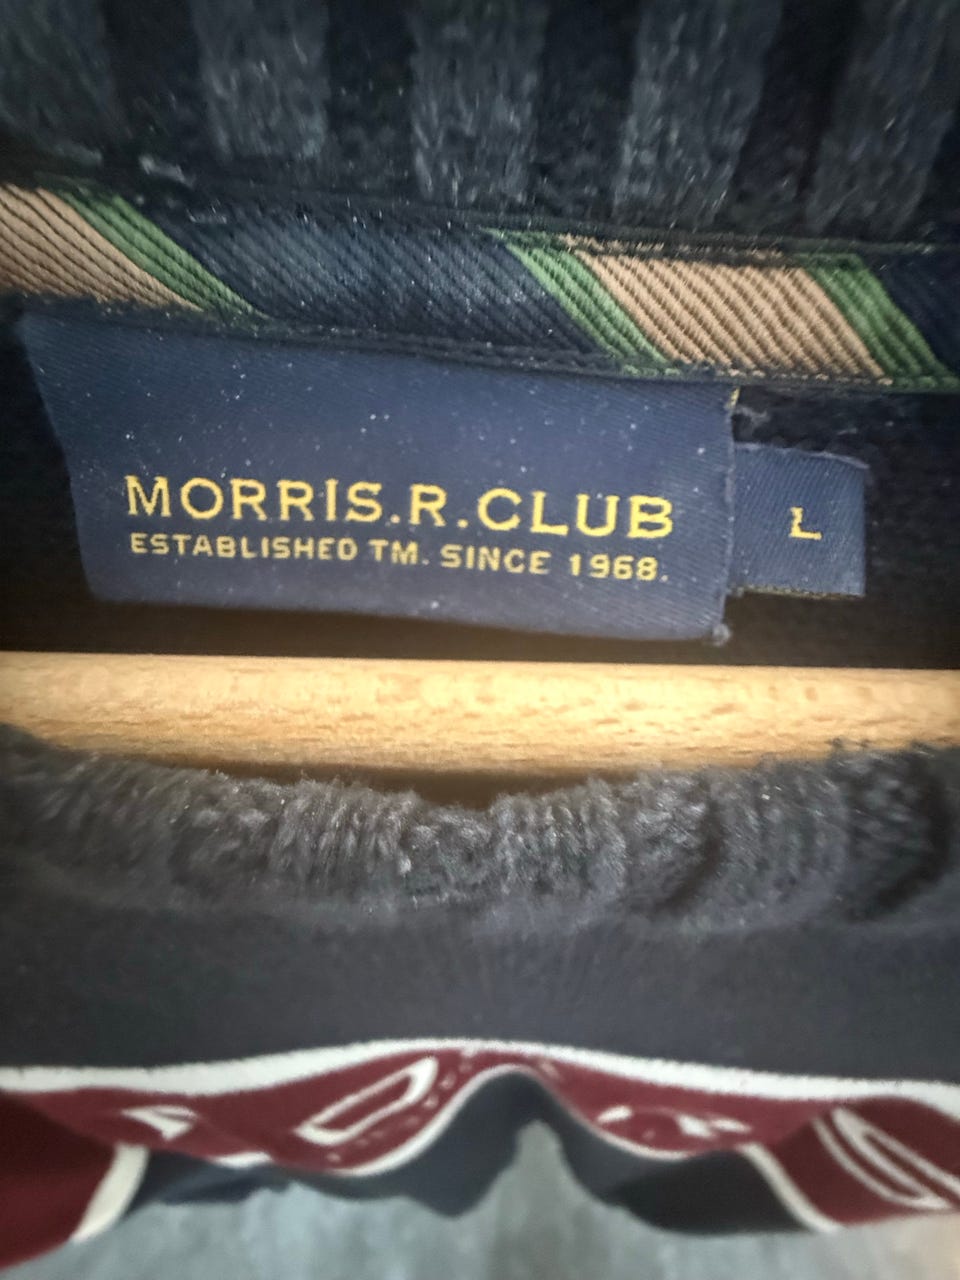 MORRIS.R.CLUB
ESTABLISHED TM. SINCE 1968.
L